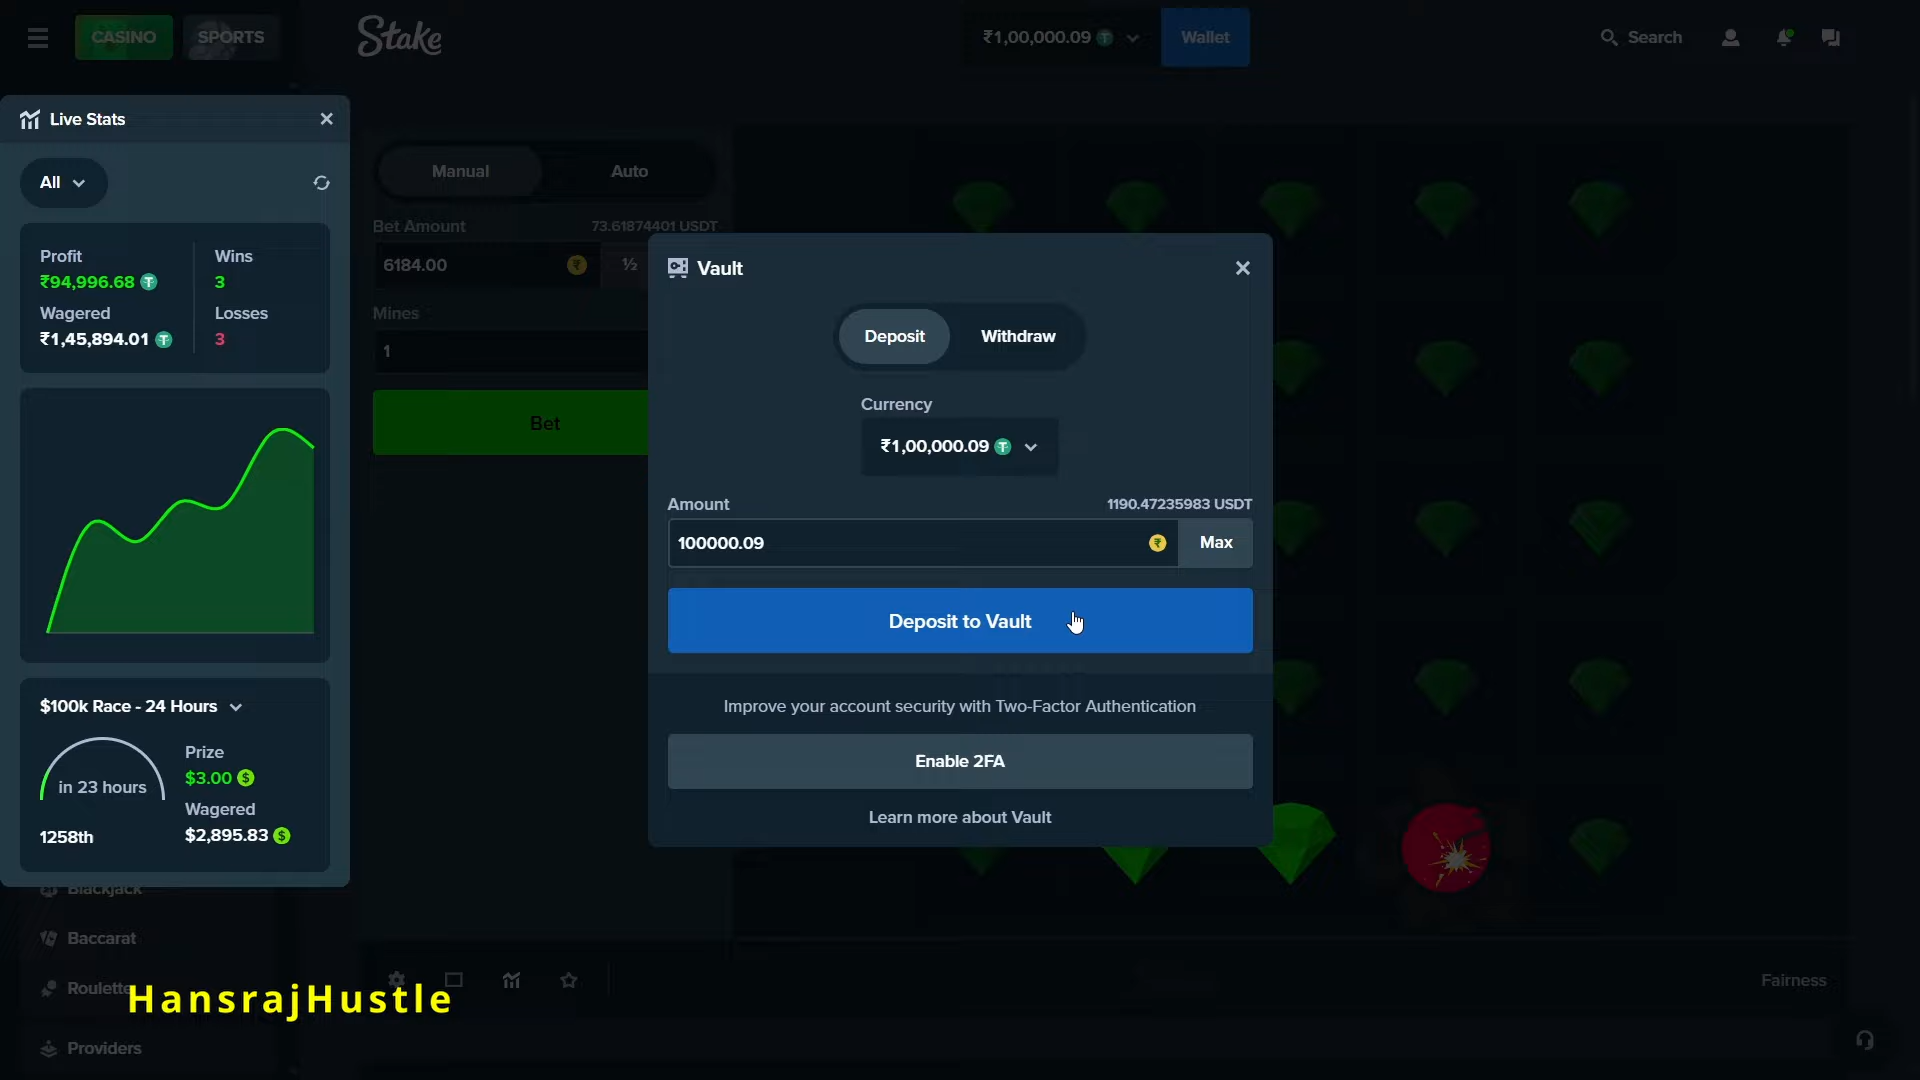 CASINO
SPORTS
Stake
₹1,00,000.09
Wallet
Search
Live Stats
All
Profit
₹94,996.68
Wins
3
Wagered
₹1,45,894.01
Losses
3
$100k Race - 24 Hours
in 23 hours
Prize
$3.00
Wagered
$2,895.83
1258th
Blackjack
Baccarat
Roulette
Providers
Manual
Auto
Bet Amount
73.61874401 USDT
6184.00
½
Mines
1
Bet
Vault
Deposit
Withdraw
Currency
₹1,00,000.09
Amount
1190.47235983 USDT
100000.09
Max
Deposit to Vault
Improve your account security with Two-Factor Authentication
Enable 2FA
Learn more about Vault
Fairness
HansrajHustle